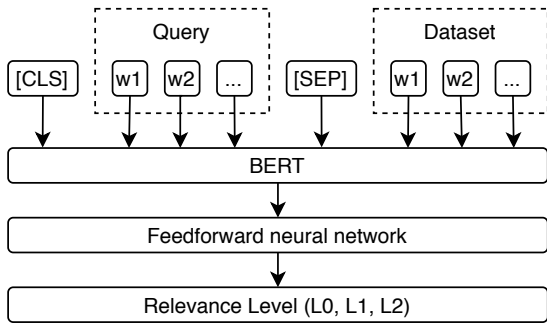 Query Dataset
[CLS] w1 w2 ... [SEP] w1 w2 ...
BERT
Feedforward neural network
Relevance Level (L0, L1, L2)